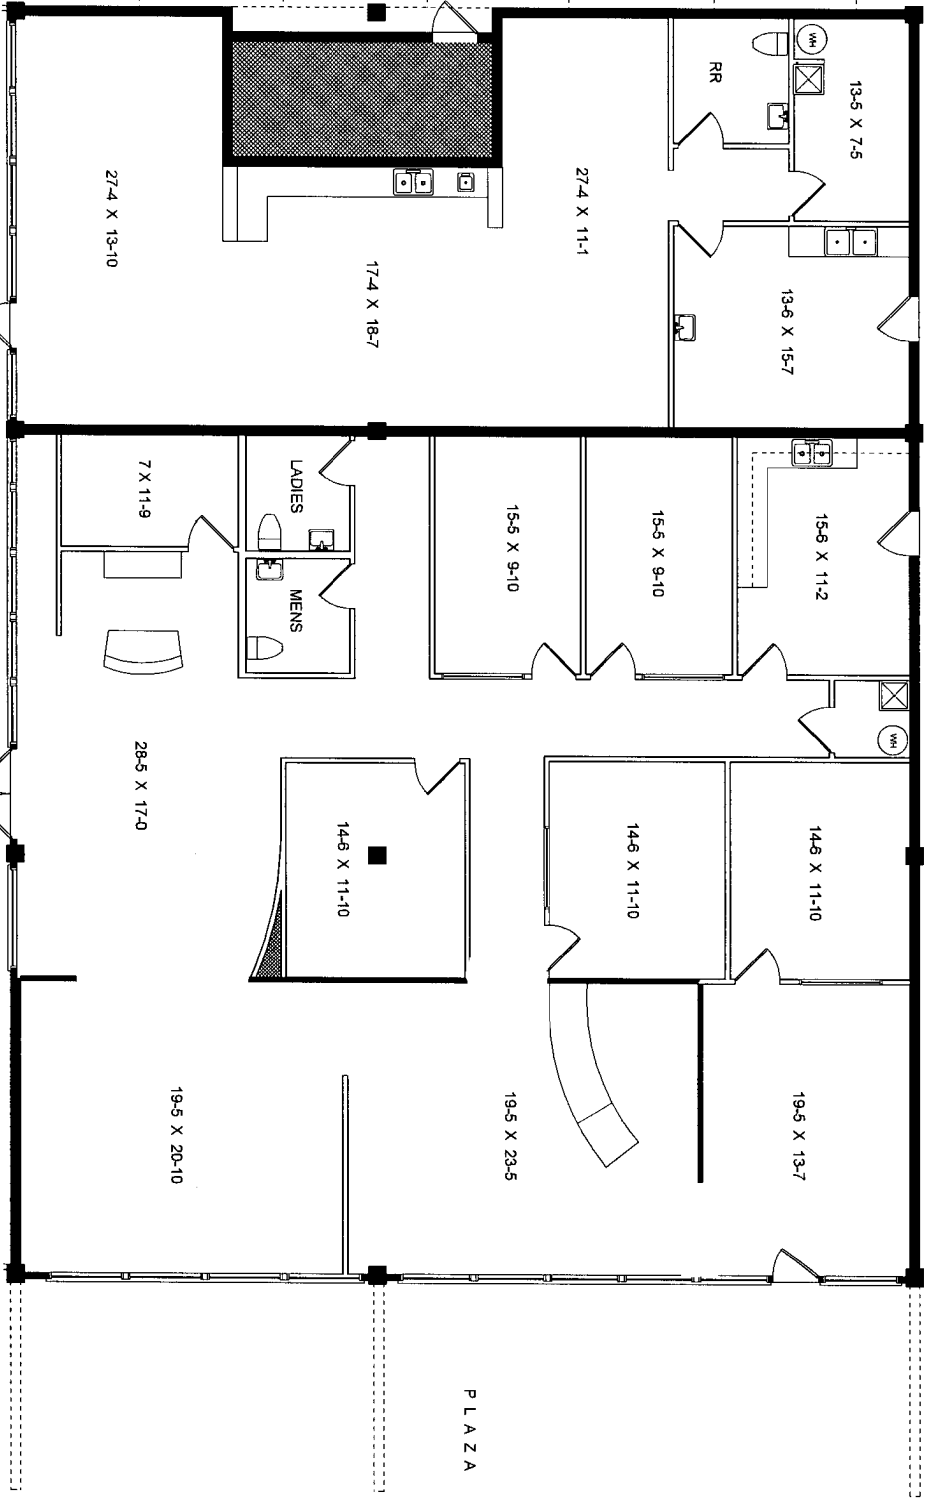 WH
RR
13-5 X 7-5
27-4 X 13-10
27-4 X 11-1
17-4 X 18-7
13-6 X 15-7
7 X 11-9
LADIES
MENS
15-5 X 9-10
15-5 X 9-10
15-6 X 11-2
WH
28-5 X 17-0
14-6 X 11-10
14-6 X 11-10
14-6 X 11-10
19-5 X 20-10
19-5 X 23-5
19-5 X 13-7
PLAZA